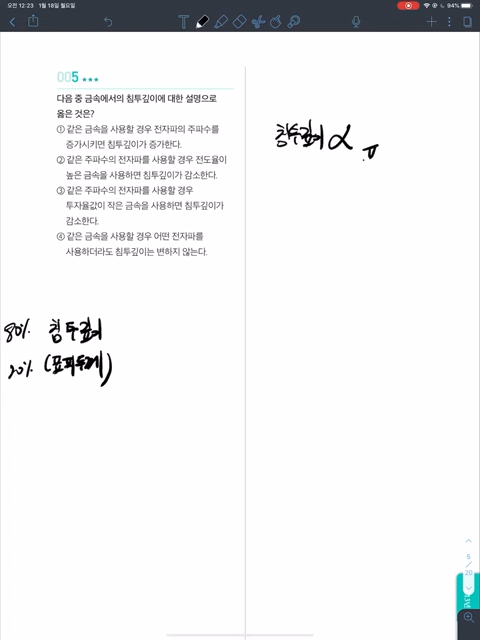 오전 12:23 1월 18일 월요일
94%
005 ★★★
다음 중 금속에서의 침투깊이에 대한 설명으로
옳은 것은?
① 같은 금속을 사용할 경우 전자파의 주파수를
증가시키면 침투깊이가 증가한다.
② 같은 주파수의 전자파를 사용할 경우 전도율이
높은 금속을 사용하면 침투깊이가 감소한다.
③ 같은 주파수의 전자파를 사용할 경우
투자율값이 작은 금속을 사용하면 침투깊이가
감소한다.
④ 같은 금속을 사용할 경우 어떤 전자파를
사용하더라도 침투깊이는 변하지 않는다.
80% 침투깊이
20% (표피두께)
침투깊이 α
5
/
20